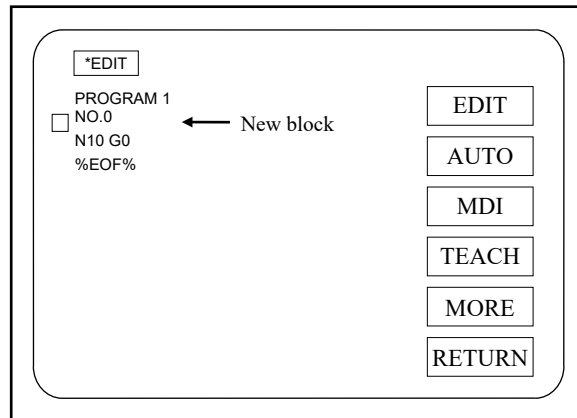 *EDIT
PROGRAM 1
NO.0
New block
N10 G0
%EOF%
EDIT
AUTO
MDI
TEACH
MORE
RETURN